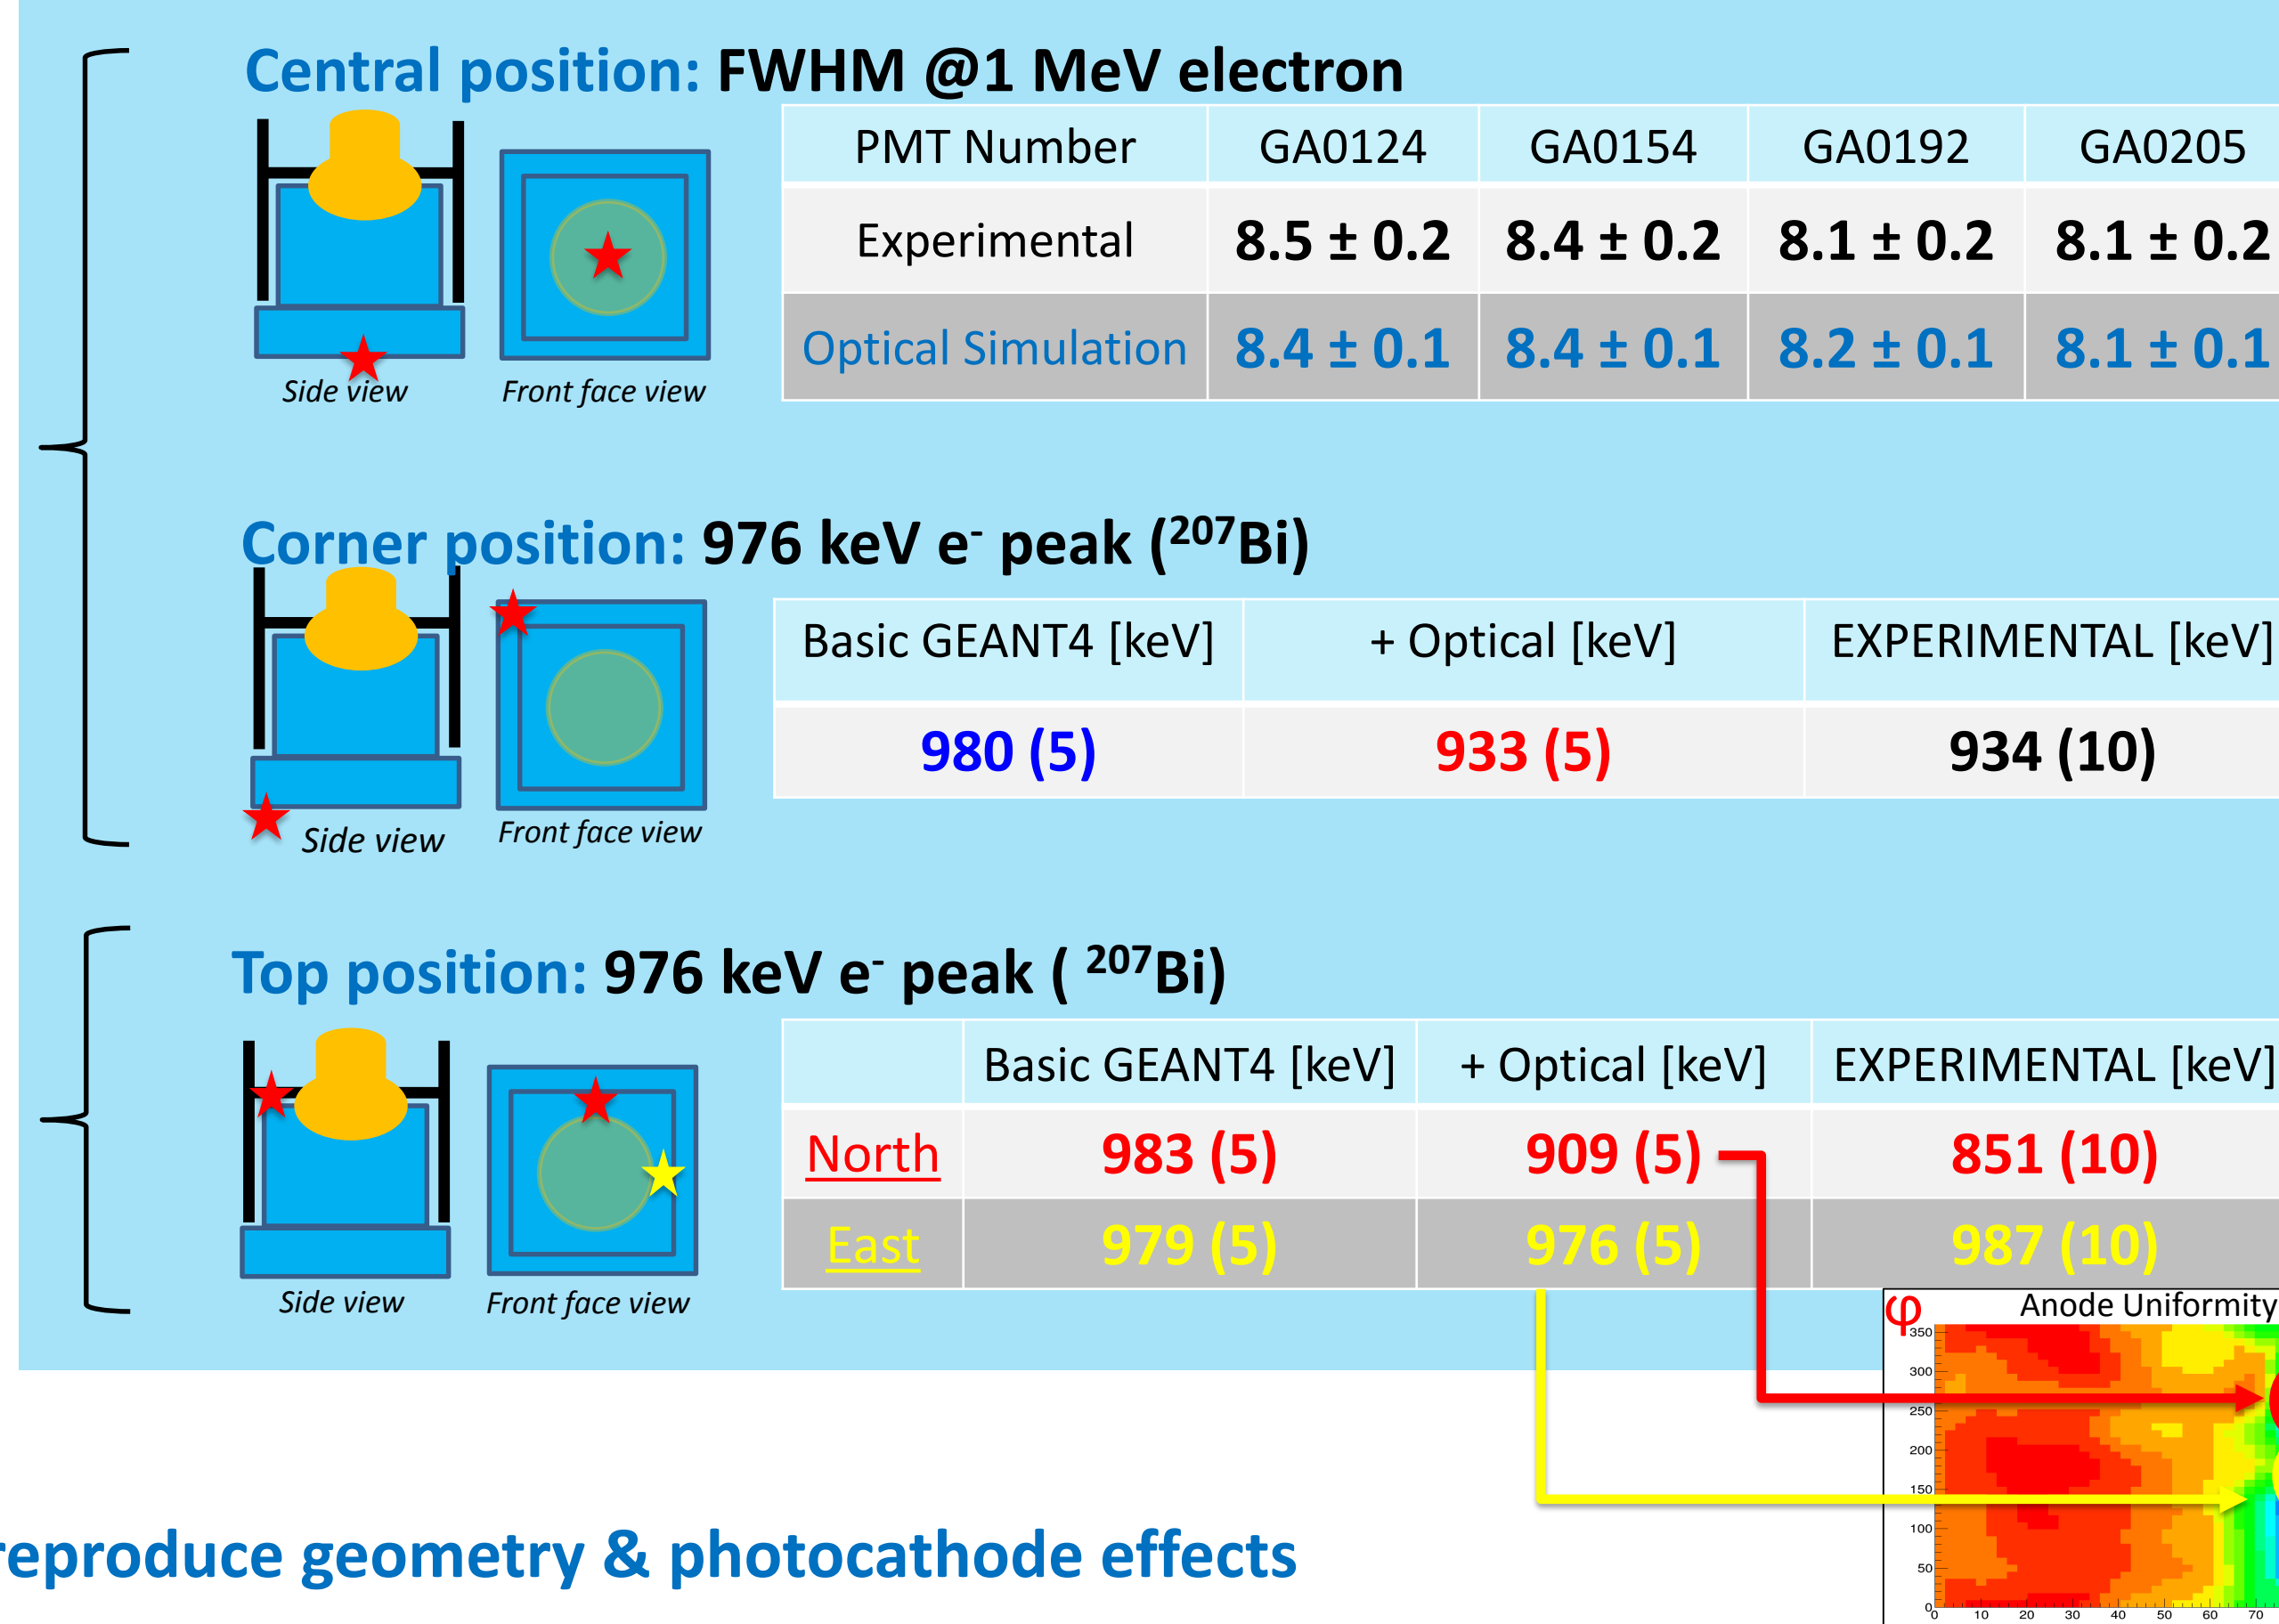 Central position: FWHM @1 MeV electron
PMT Number GA0124 GA0154 GA0192 GA0205
Experimental 8.5 ± 0.2 8.4 ± 0.2 8.1 ± 0.2 8.1 ± 0.2
Optical Simulation 8.4 ± 0.1 8.4 ± 0.1 8.2 ± 0.1 8.1 ± 0.1
Side view Front face view
Corner position: 976 keV e- peak (207Bi)
Basic GEANT4 [keV] + Optical [keV] EXPERIMENTAL [keV]
980 (5) 933 (5) 934 (10)
Side view Front face view
Top position: 976 keV e- peak ( 207Bi)
Basic GEANT4 [keV] + Optical [keV] EXPERIMENTAL [keV]
North 983 (5) 909 (5) 851 (10)
East 979 (5) 976 (5) 987 (10)
Side view Front face view
φ Anode Uniformity
350
300
250
200
150
100
50
0
0 10 20 30 40 50 60 70
reproduce geometry & photocathode effects